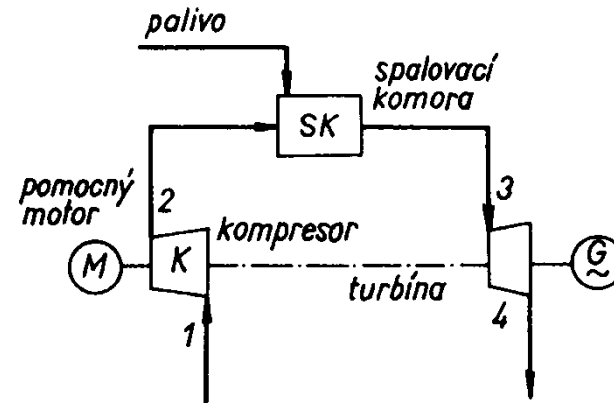 palivo
spalovací
komora
SK
pomocný
motor
2
3
kompresor
M
K
G
~
turbína
1
4